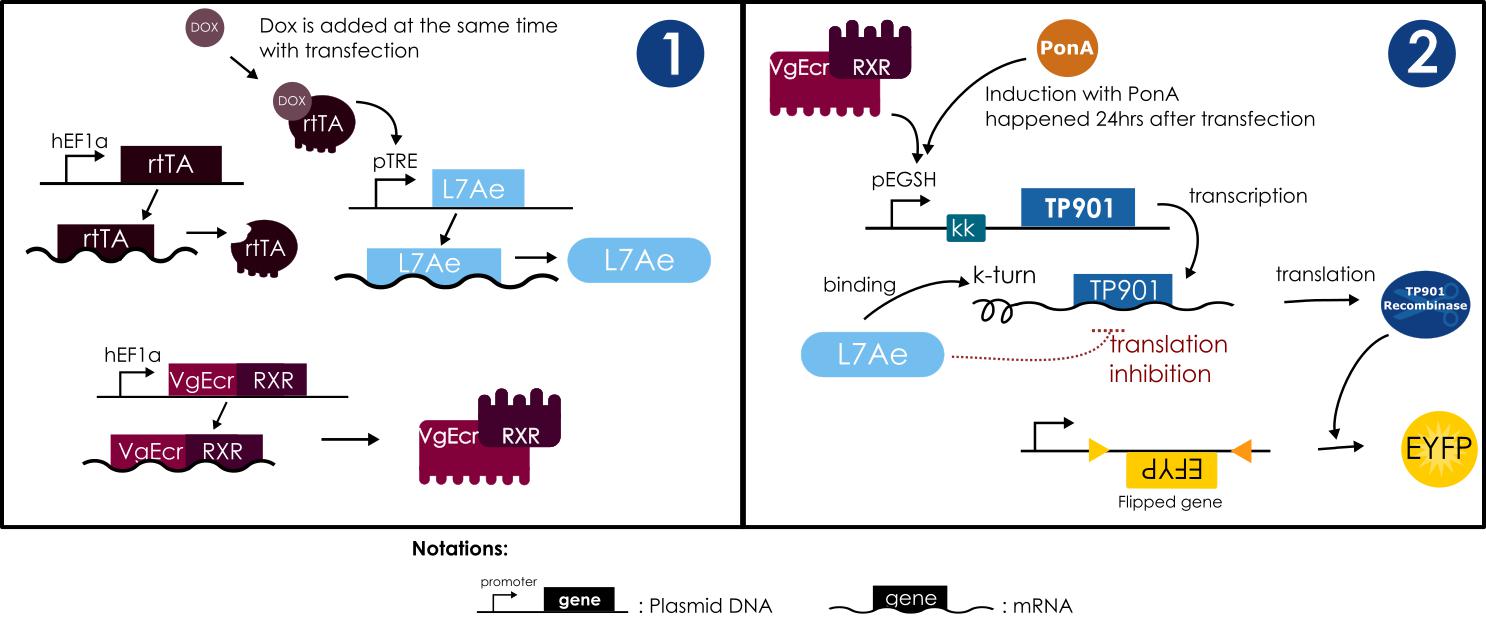 DOX
Dox is added at the same time
with transfection
1
DOX
rtTA
hEF1a
rtTA
pTRE
L7Ae
rtTA
rtTA
L7Ae
L7Ae
hEF1a
VgEcr RXR
VgEcr RXR
VgEcr RXR
VgEcr RXR
PonA
2
Induction with PonA
happened 24hrs after transfection
pEGSH
kk
TP901
transcription
binding
k-turn
TP901
translation
TP901
Recombinase
L7Ae
translation
inhibition
EFYP
Flipped gene
EYFP
Notations:
promoter
gene
: Plasmid DNA
gene
: mRNA